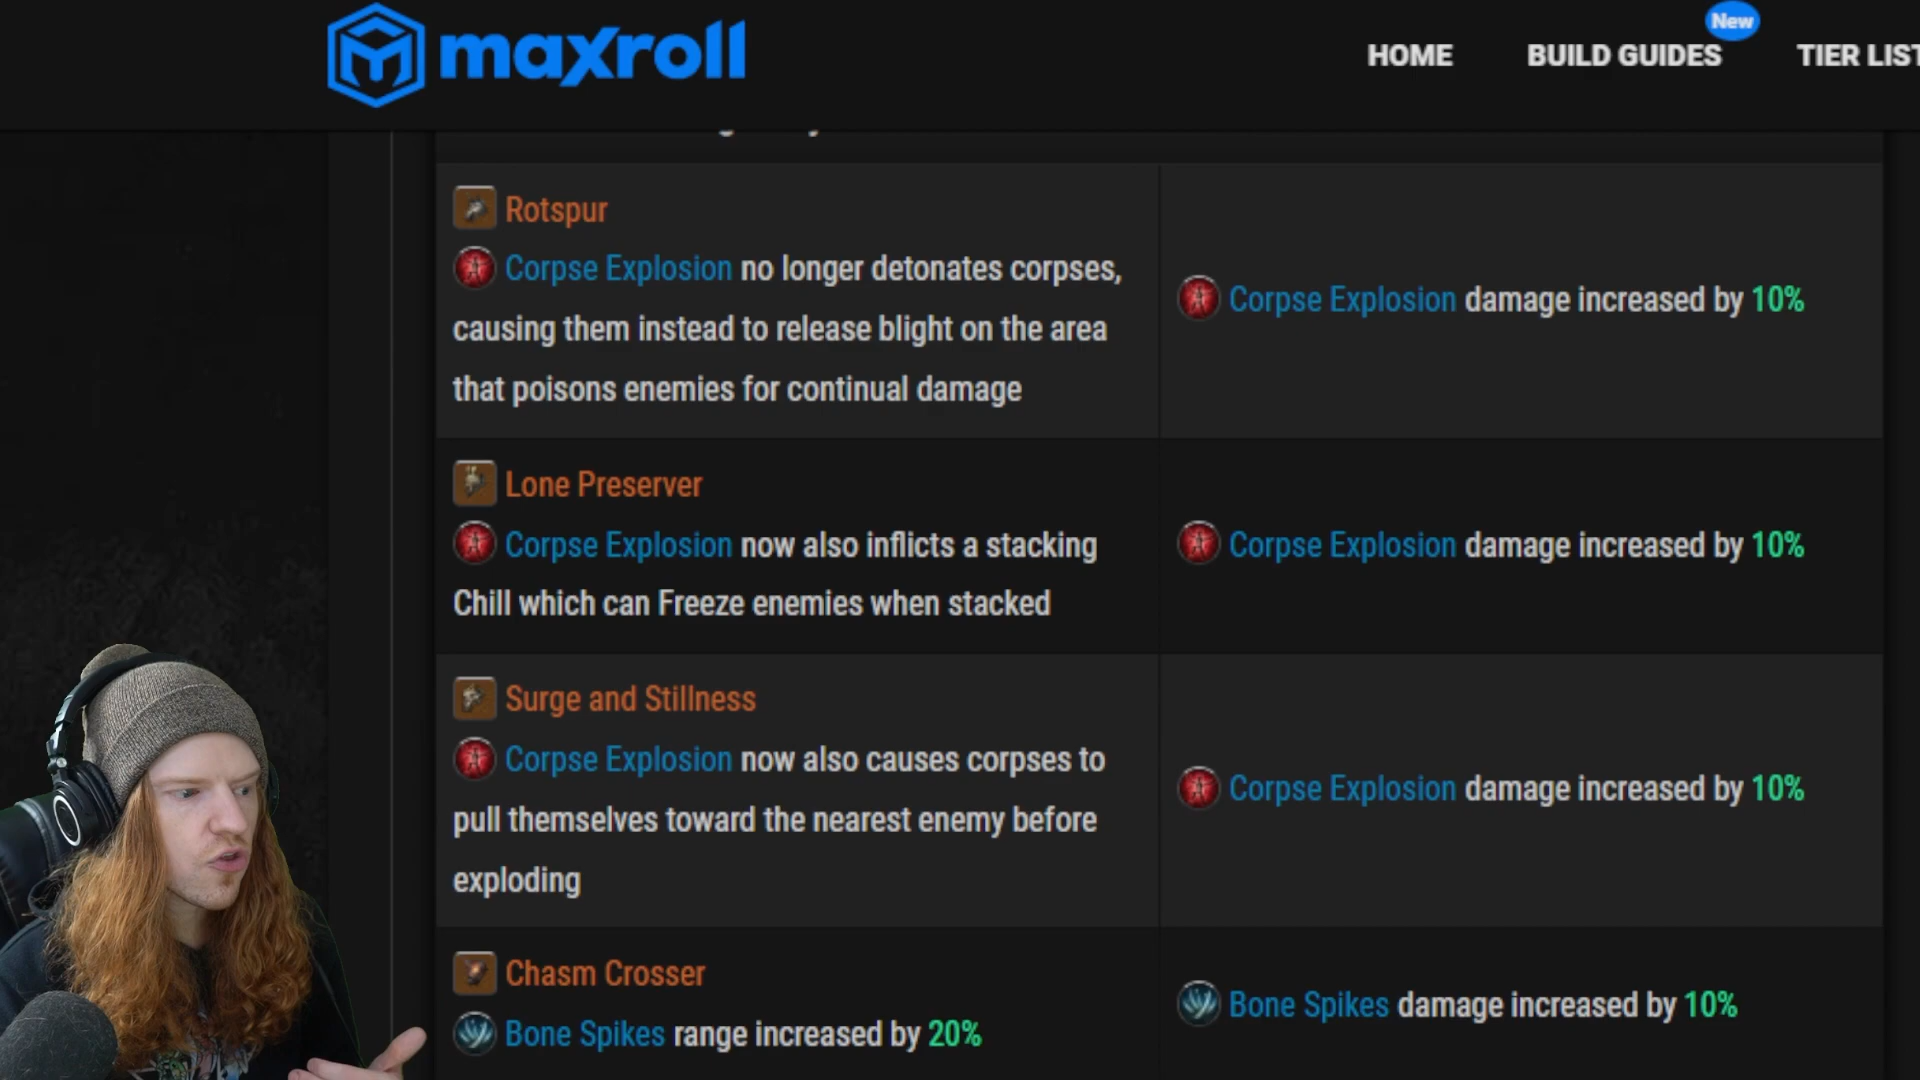 maxroll
New
HOME
BUILD GUIDES
TIER LIST
Rotspur
Corpse Explosion no longer detonates corpses,
causing them instead to release blight on the area
that poisons enemies for continual damage
Corpse Explosion damage increased by 10%
Lone Preserver
Corpse Explosion now also inflicts a stacking
Chill which can Freeze enemies when stacked
Corpse Explosion damage increased by 10%
Surge and Stillness
Corpse Explosion now also causes corpses to
pull themselves toward the nearest enemy before
exploding
Corpse Explosion damage increased by 10%
Chasm Crosser
Bone Spikes range increased by 20%
Bone Spikes damage increased by 10%